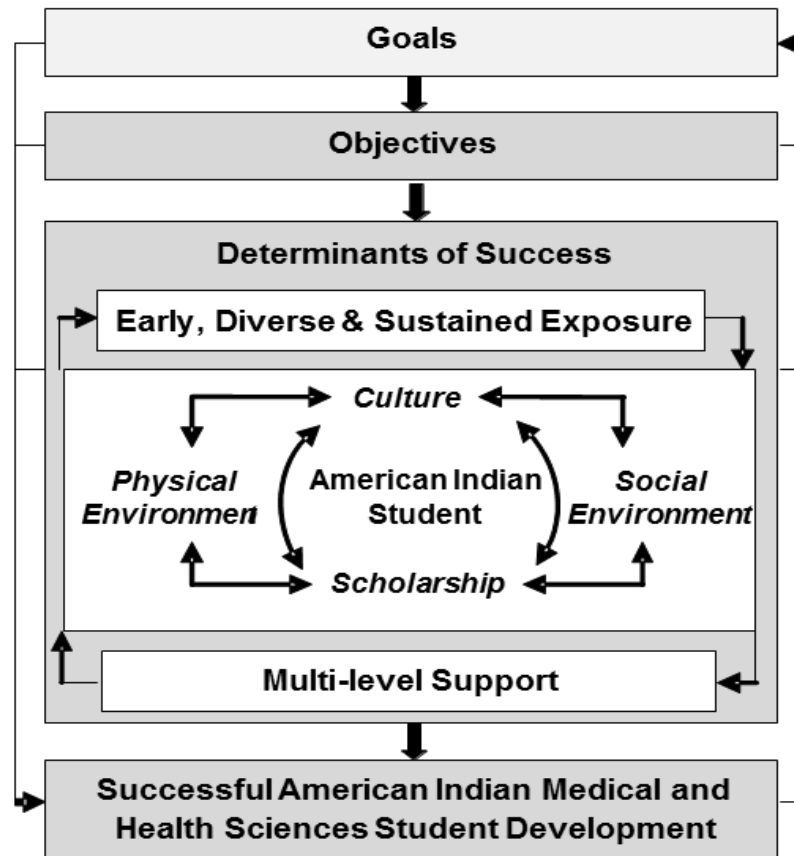 Goals
Objectives
Determinants of Success
Early, Diverse & Sustained Exposure
Culture
Physical
Environment
American Indian
Student
Social
Environment
Scholarship
Multi-level Support
Successful American Indian Medical and
Health Sciences Student Development